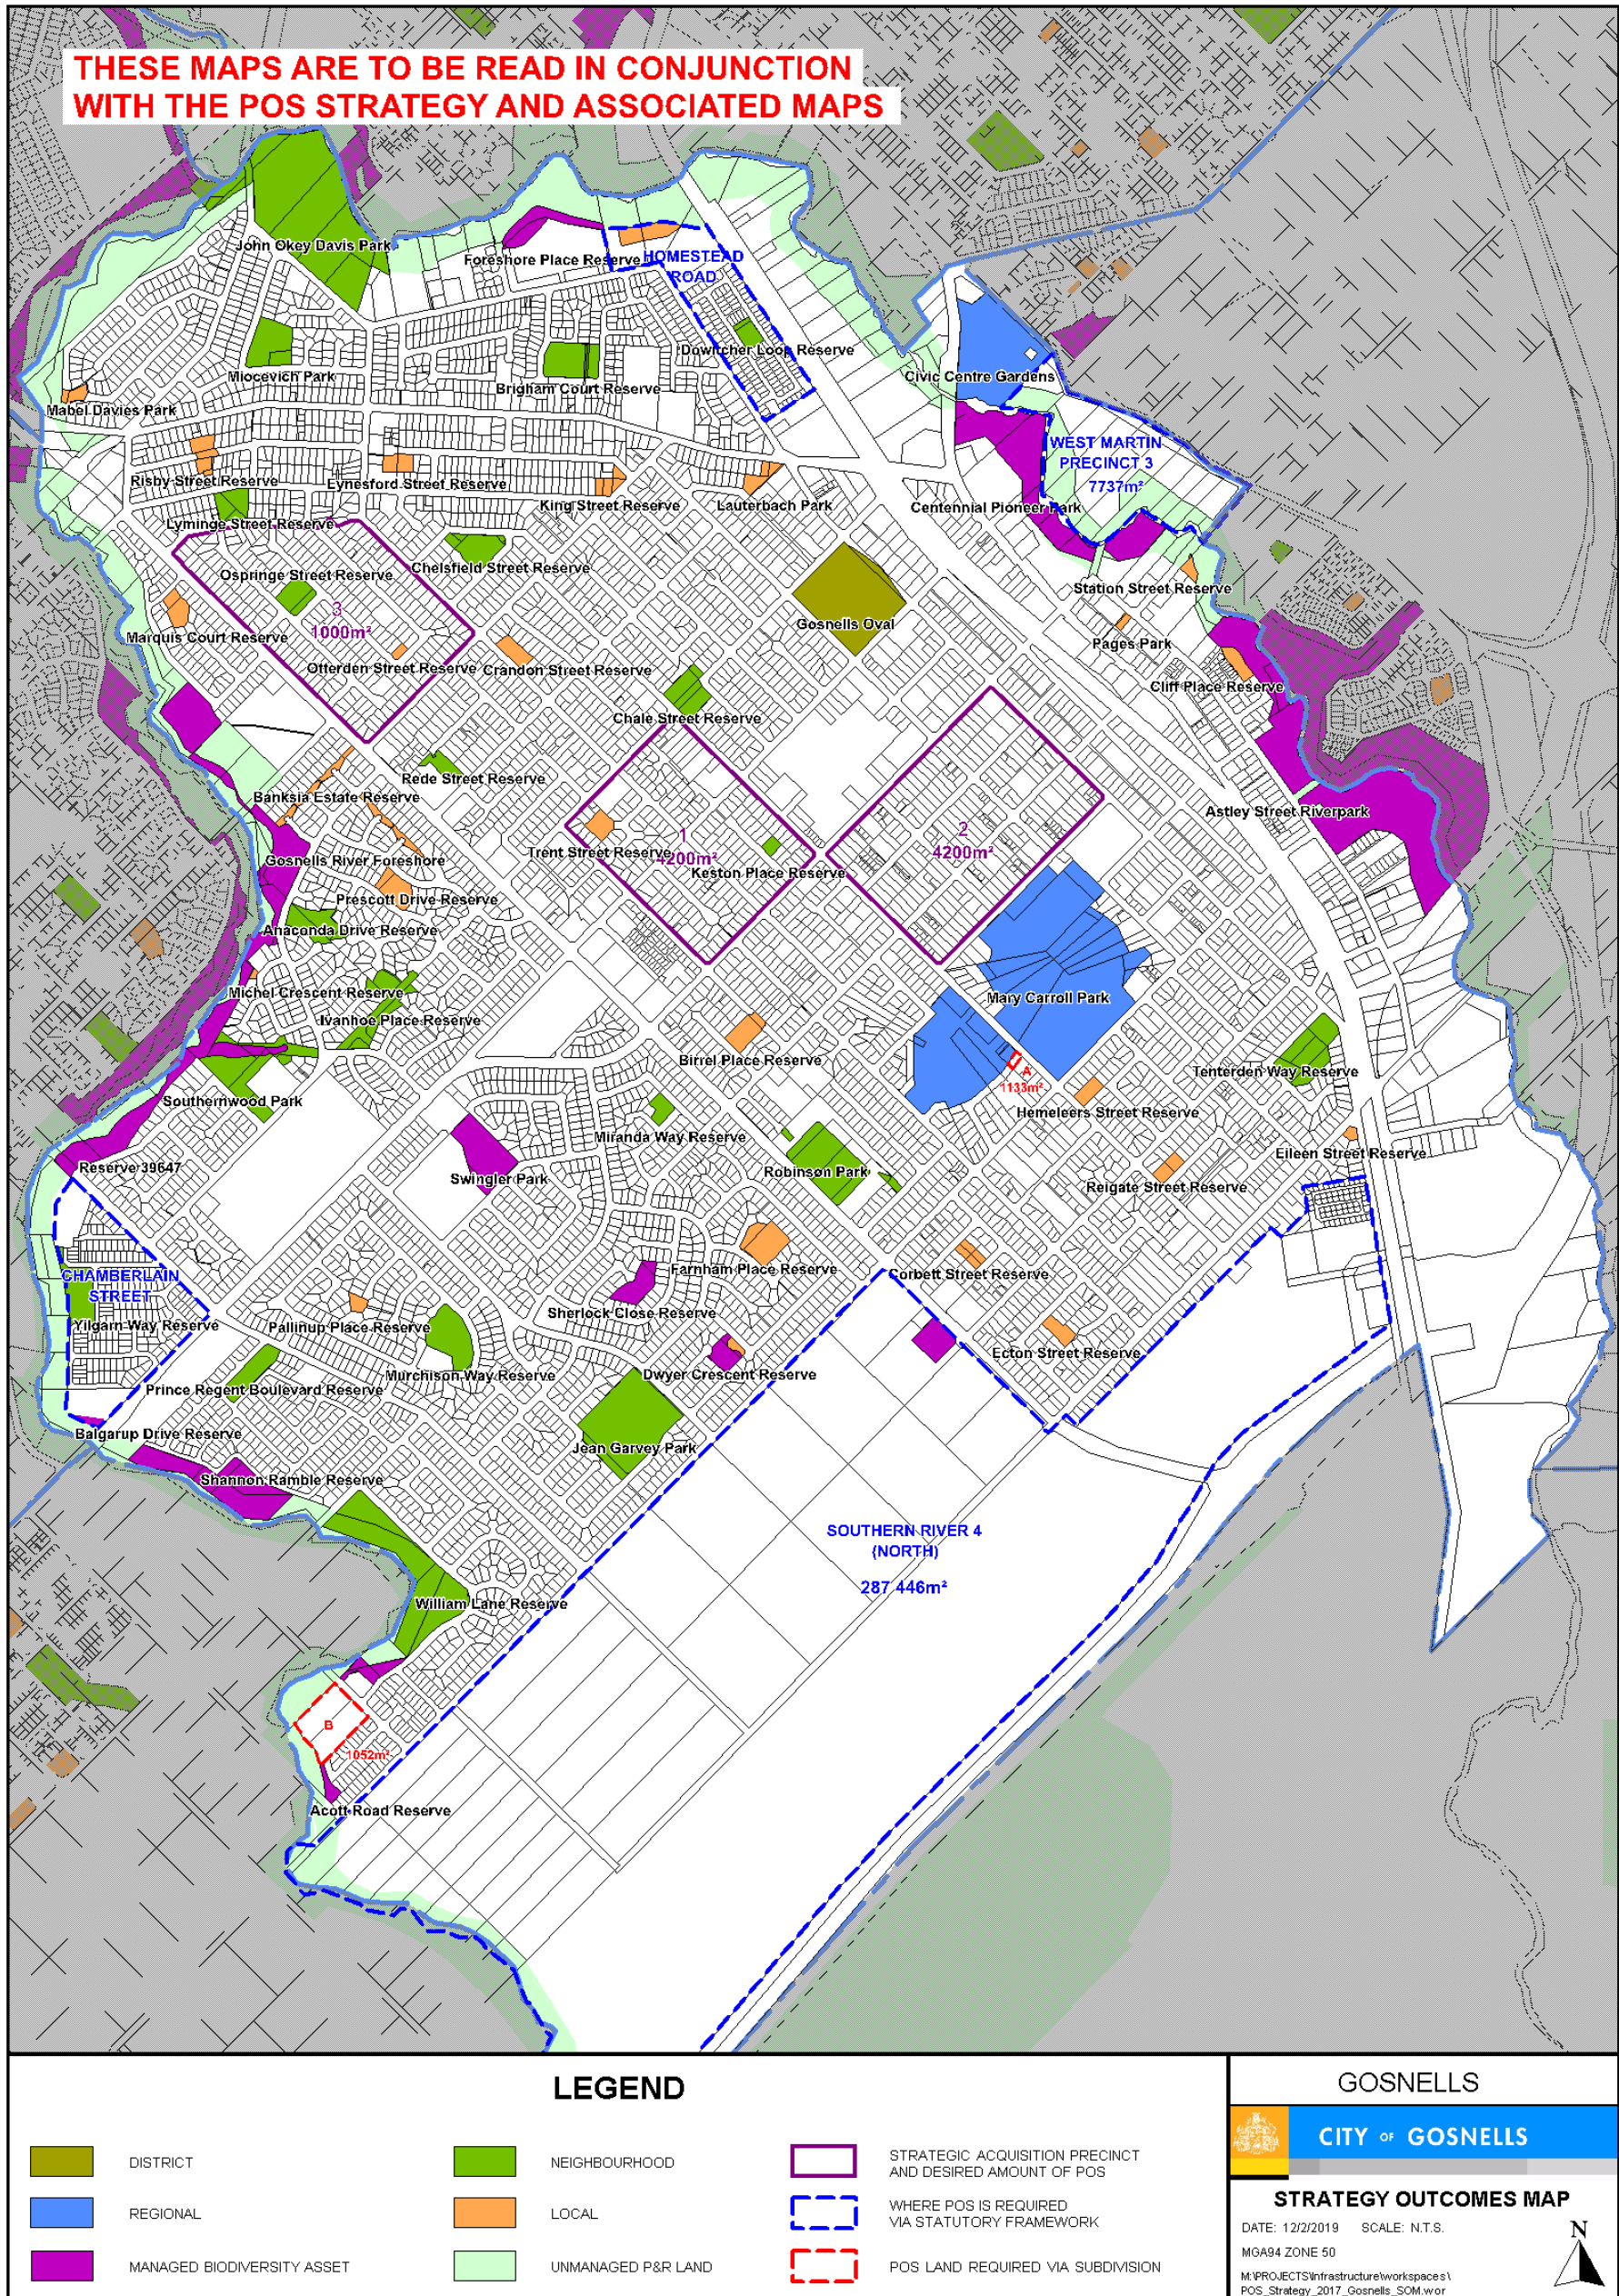 THESE MAPS ARE TO BE READ IN CONJUNCTION
WITH THE POS STRATEGY AND ASSOCIATED MAPS
John Okey Davis Park
Foreshore Place Reserve
HOMESTEAD
ROAD
Dowitcher Loop Reserve
Miocevich Park
Brigham Court Reserve
Civic Centre Gardens
Mabel Davies Park
WEST MARTIN
PRECINCT 3
7737m²
Risby Street Reserve
Eynesford Street Reserve
King Street Reserve
Lauterbach Park
Centennial Pioneer Park
Lyminge Street Reserve
Chelsfield Street Reserve
Ospringe Street Reserve
Station Street Reserve
3
1000m²
Gosnells Oval
Marquis Court Reserve
Pages Park
Otterden Street Reserve
Crandon Street Reserve
Cliff Place Reserve
Chale Street Reserve
Rede Street Reserve
Banksia Estate Reserve
Astley Street Riverpark
1
4200m²
2
4200m²
Trent Street Reserve
Keston Place Reserve
Gosnells River Foreshore
Prescott Drive Reserve
Anaconda Drive Reserve
Michel Crescent Reserve
Mary Carroll Park
Ivanhoe Place Reserve
Birrel Place Reserve
A
1133m²
Tenterden Way Reserve
Southernwood Park
Hemeleers Street Reserve
Miranda Way Reserve
Eileen Street Reserve
Reserve 39647
Swingler Park
Robinson Park
Reigate Street Reserve
CHAMBERLAIN
STREET
Farnham Place Reserve
Corbett Street Reserve
Yilgarn Way Reserve
Pallinup Place Reserve
Sherlock Close Reserve
Ecton Street Reserve
Murchison Way Reserve
Dwyer Crescent Reserve
Prince Regent Boulevard Reserve
Balgarup Drive Reserve
Jean Garvey Park
Shannon Ramble Reserve
SOUTHERN RIVER 4
(NORTH)
287 446m²
William Lane Reserve
B
1052m²
Acott Road Reserve
LEGEND
DISTRICT
REGIONAL
MANAGED BIODIVERSITY ASSET
NEIGHBOURHOOD
LOCAL
UNMANAGED P&R LAND
STRATEGIC ACQUISITION PRECINCT
AND DESIRED AMOUNT OF POS
WHERE POS IS REQUIRED
VIA STATUTORY FRAMEWORK
POS LAND REQUIRED VIA SUBDIVISION
GOSNELLS
CITY OF GOSNELLS
STRATEGY OUTCOMES MAP
DATE: 12/2/2019 SCALE: N.T.S.
MGA94 ZONE 50
N
M:\PROJECTS\Infrastructure\workspaces\
POS_Strategy_2017_Gosnells_SOM.wor